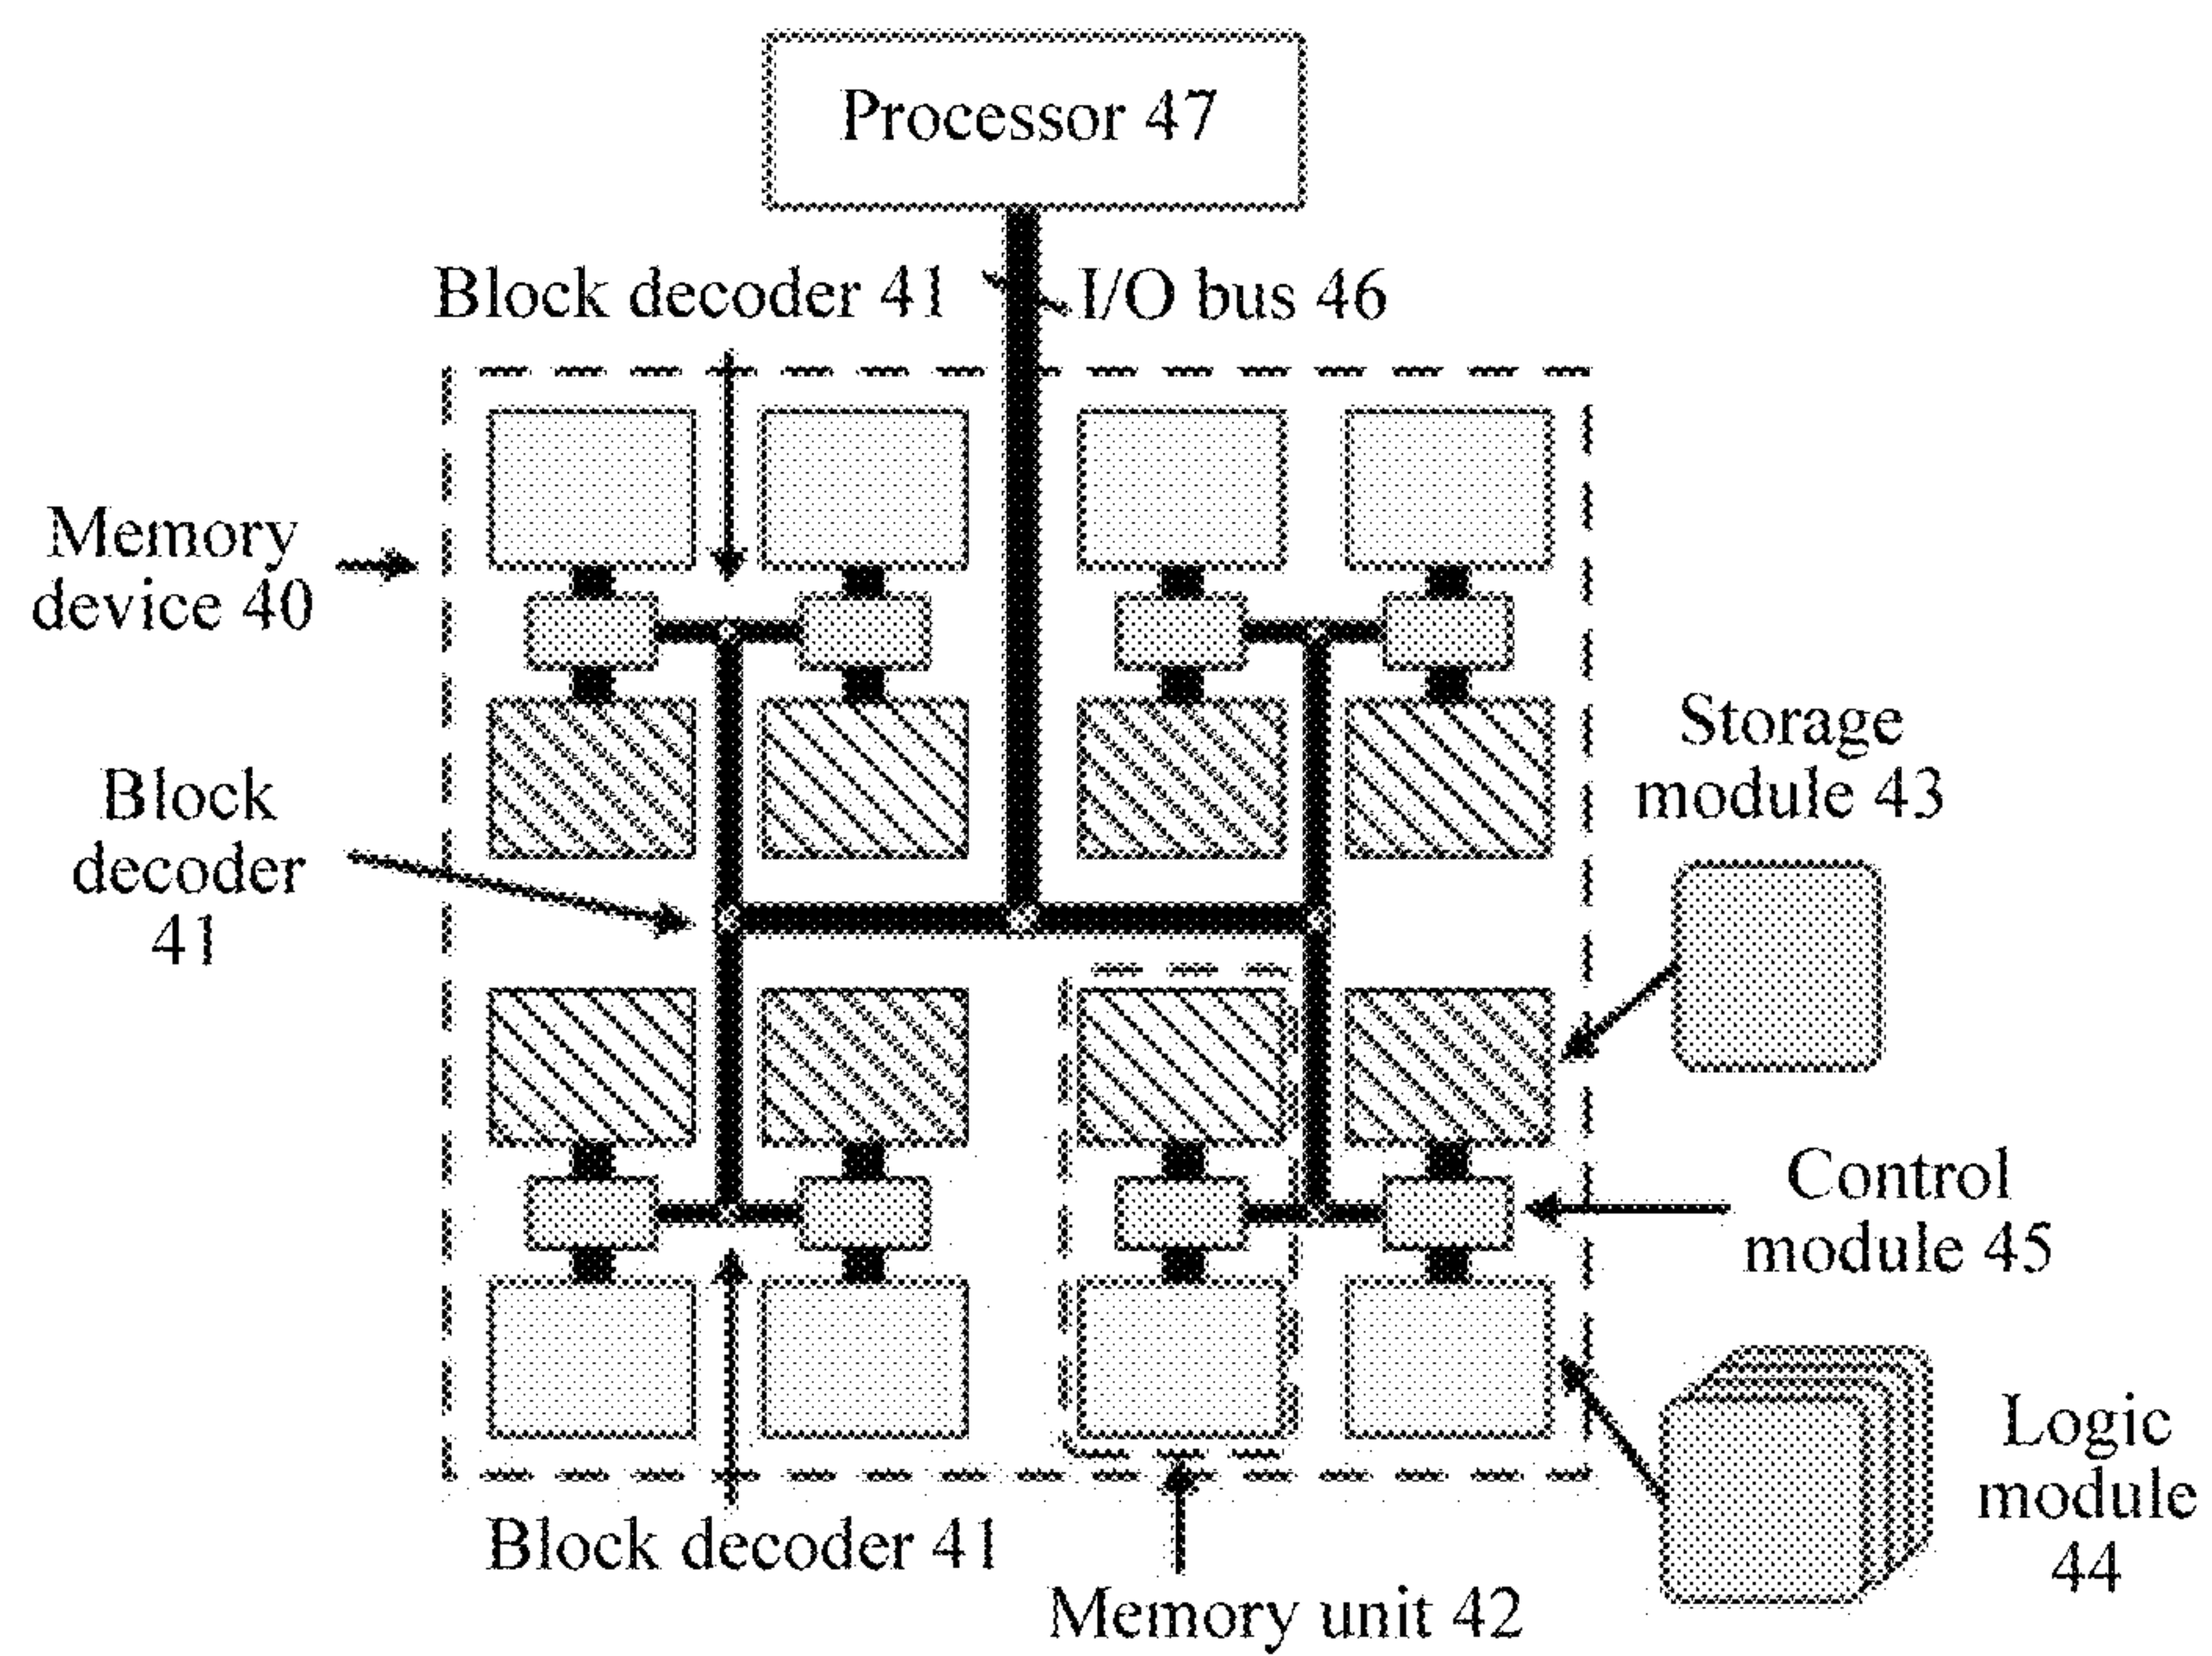 Processor 47
Block decoder 41
I/O bus 46
Memory
device 40
Storage
module 43
Block
decoder
41
Control
module 45
Logic
module
44
Block decoder 41
Memory unit 42